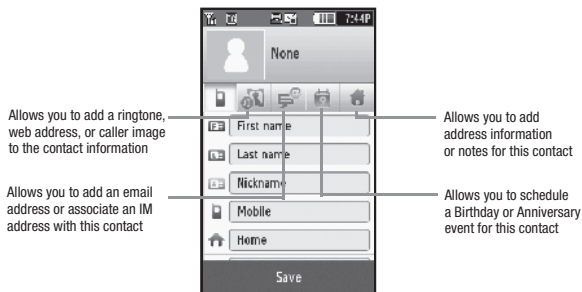 7:44P
None
First name
Last name
Nickname
Mobile
Home
Save
Allows you to add a ringtone,
web address, or caller image
to the contact information
Allows you to add an email
address or associate an IM
address with this contact
Allows you to add
address information
or notes for this contact
Allows you to schedule
a Birthday or Anniversary
event for this contact